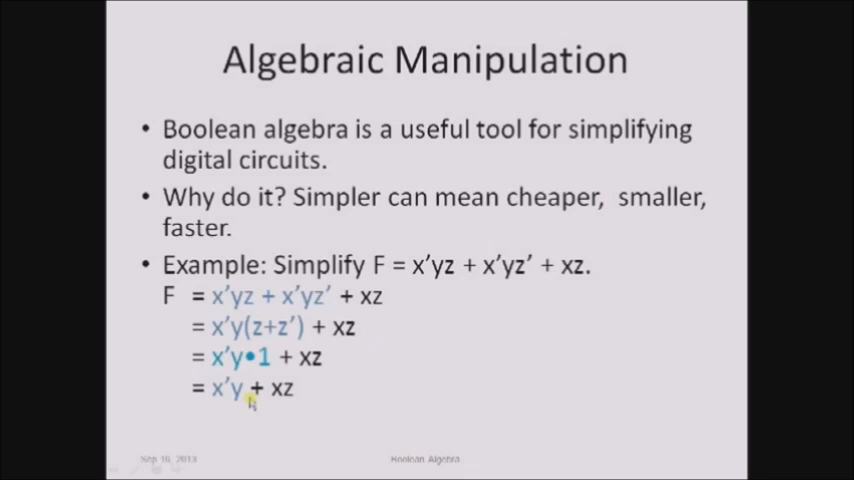 Algebraic Manipulation
• Boolean algebra is a useful tool for simplifying
digital circuits.
• Why do it? Simpler can mean cheaper, smaller,
faster.
• Example: Simplify F = x’yz + x’yz’ + xz.
F = x’yz + x’yz’ + xz
= x’y(z+z’) + xz
= x’y•1 + xz
= x’y + xz
Sep 16, 2013
Boolean Algebra